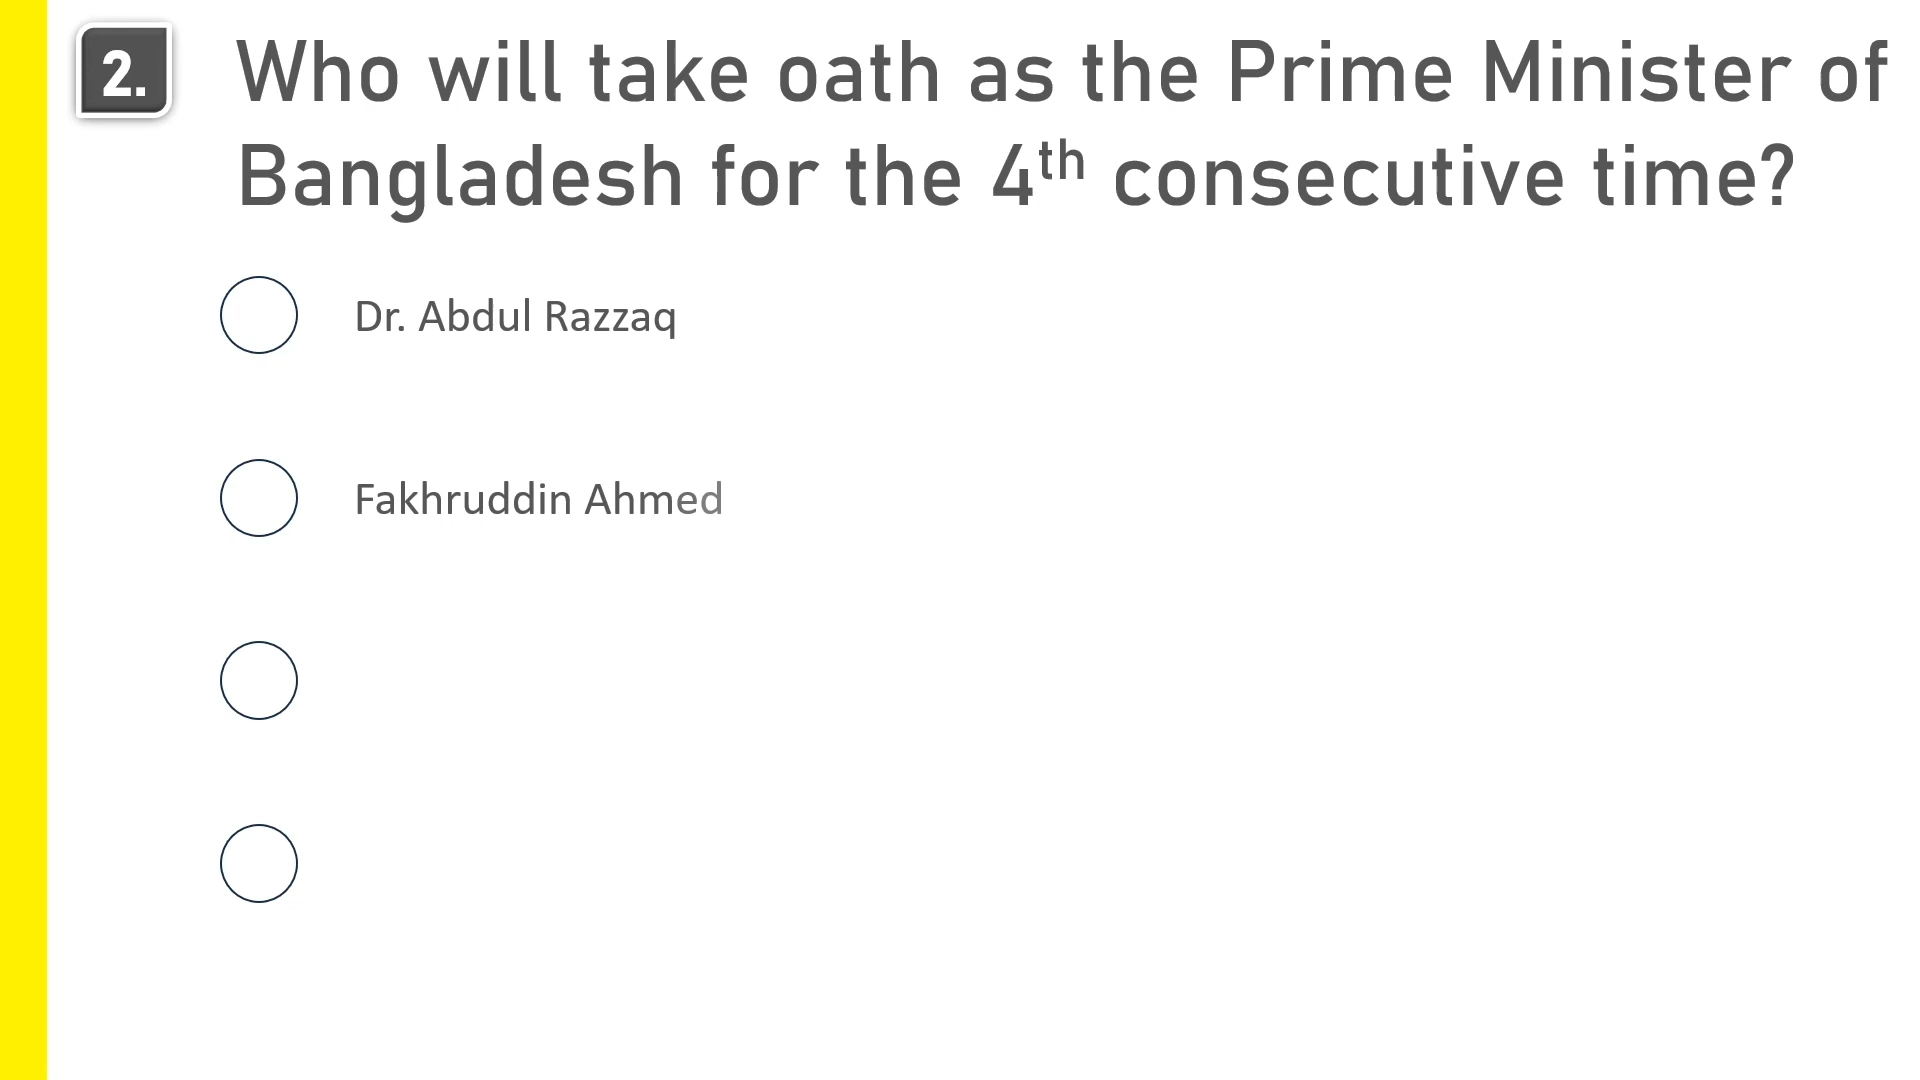 2. Who will take oath as the Prime Minister of
Bangladesh for the 4th consecutive time?
Dr. Abdul Razzaq
Fakhruddin Ahmed